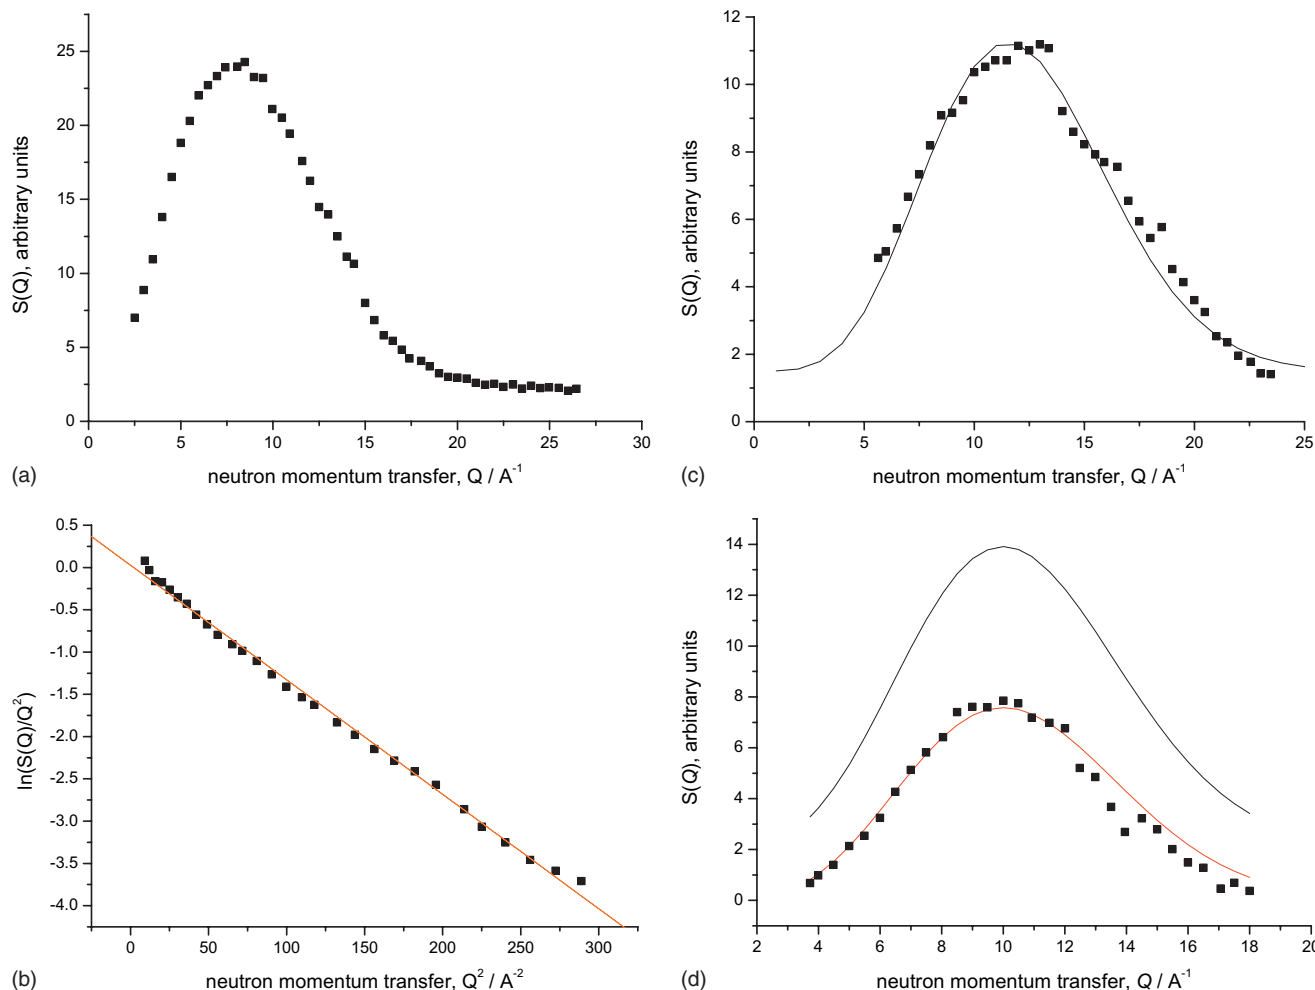 25
20
15
10
5
0
S(Q), arbitrary units
0 5 10 15 20 25 30
(a) neutron momentum transfer, Q / A⁻¹
12
10
8
6
4
2
0
S(Q), arbitrary units
0 5 10 15 20 25
(c) neutron momentum transfer, Q / A⁻¹
0.5
0.0
-0.5
-1.0
-1.5
-2.0
-2.5
-3.0
-3.5
-4.0
ln(S(Q)/Q²)
0 50 100 150 200 250 300
(b) neutron momentum transfer, Q² / A⁻²
14
12
10
8
6
4
2
0
S(Q), arbitrary units
2 4 6 8 10 12 14 16 18 20
(d) neutron momentum transfer, Q / A⁻¹